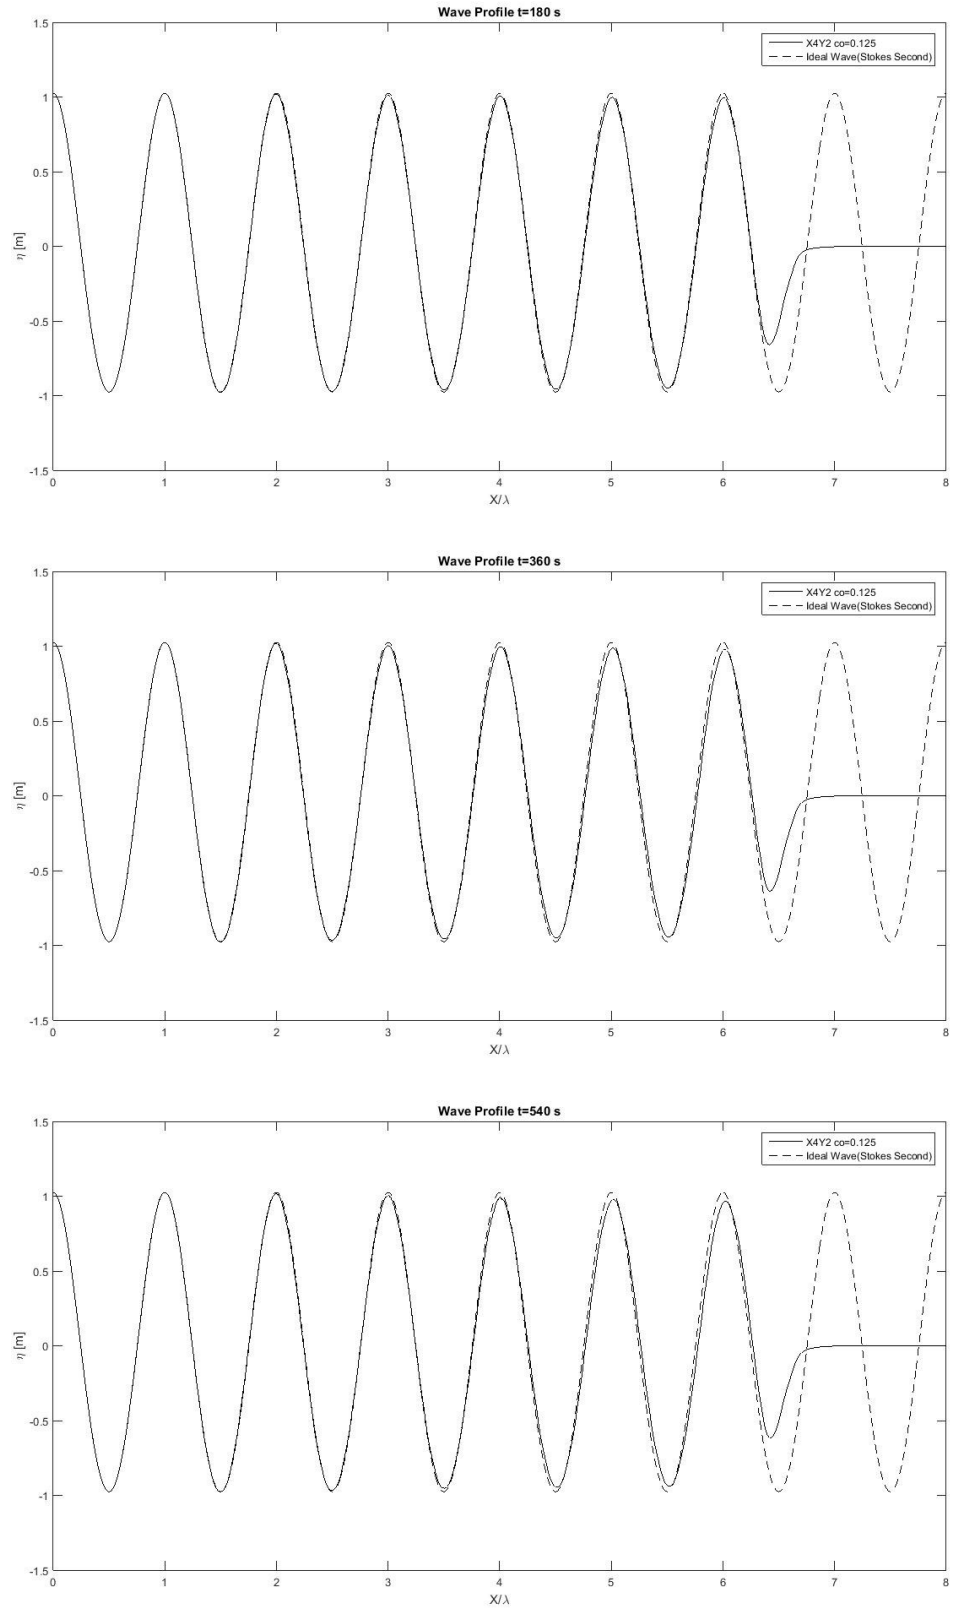 Wave Profile t=180 s
X4Y2 co=0.125
Ideal Wave(Stokes Second)
1.5
1
0.5
0
-0.5
-1
-1.5
η [m]
0 1 2 3 4 5 6 7 8
X/λ
Wave Profile t=360 s
X4Y2 co=0.125
Ideal Wave(Stokes Second)
1.5
1
0.5
0
-0.5
-1
-1.5
η [m]
0 1 2 3 4 5 6 7 8
X/λ
Wave Profile t=540 s
X4Y2 co=0.125
Ideal Wave(Stokes Second)
1.5
1
0.5
0
-0.5
-1
-1.5
η [m]
0 1 2 3 4 5 6 7 8
X/λ